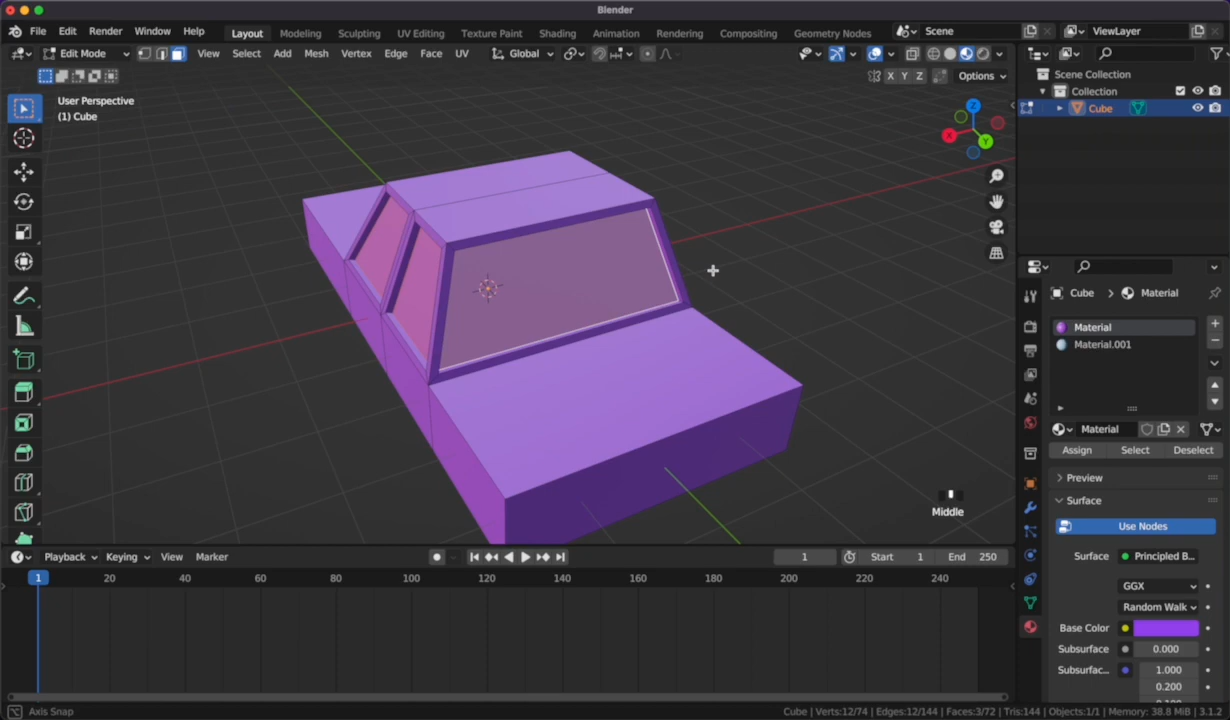 Blender
File Edit Render Window Help Layout Modeling Sculpting UV Editing Texture Paint Shading Animation Rendering Compositing Geometry Nodes Scene ViewLayer
Edit Mode View Select Add Mesh Vertex Edge Face UV Global
X Y Z Options
User Perspective
(1) Cube
Z
X Y
Scene Collection
Collection
Cube
Cube > Material
Material
Material.001
Material
Assign Select Deselect
Preview
Surface
Use Nodes
Surface Principled B...
GGX
Random Walk
Base Color
Subsurface 0.000
Subsurfac... 1.000
0.200
Middle
Playback Keying View Marker 1 Start 1 End 250
1 20 40 60 80 100 120 140 160 180 200 220 240
Axis Snap Cube | Verts:12/74 | Edges:12/144 | Faces:3/72 | Tris:144 | Objects:1/1 | Memory: 38.8 MiB | 3.1.2